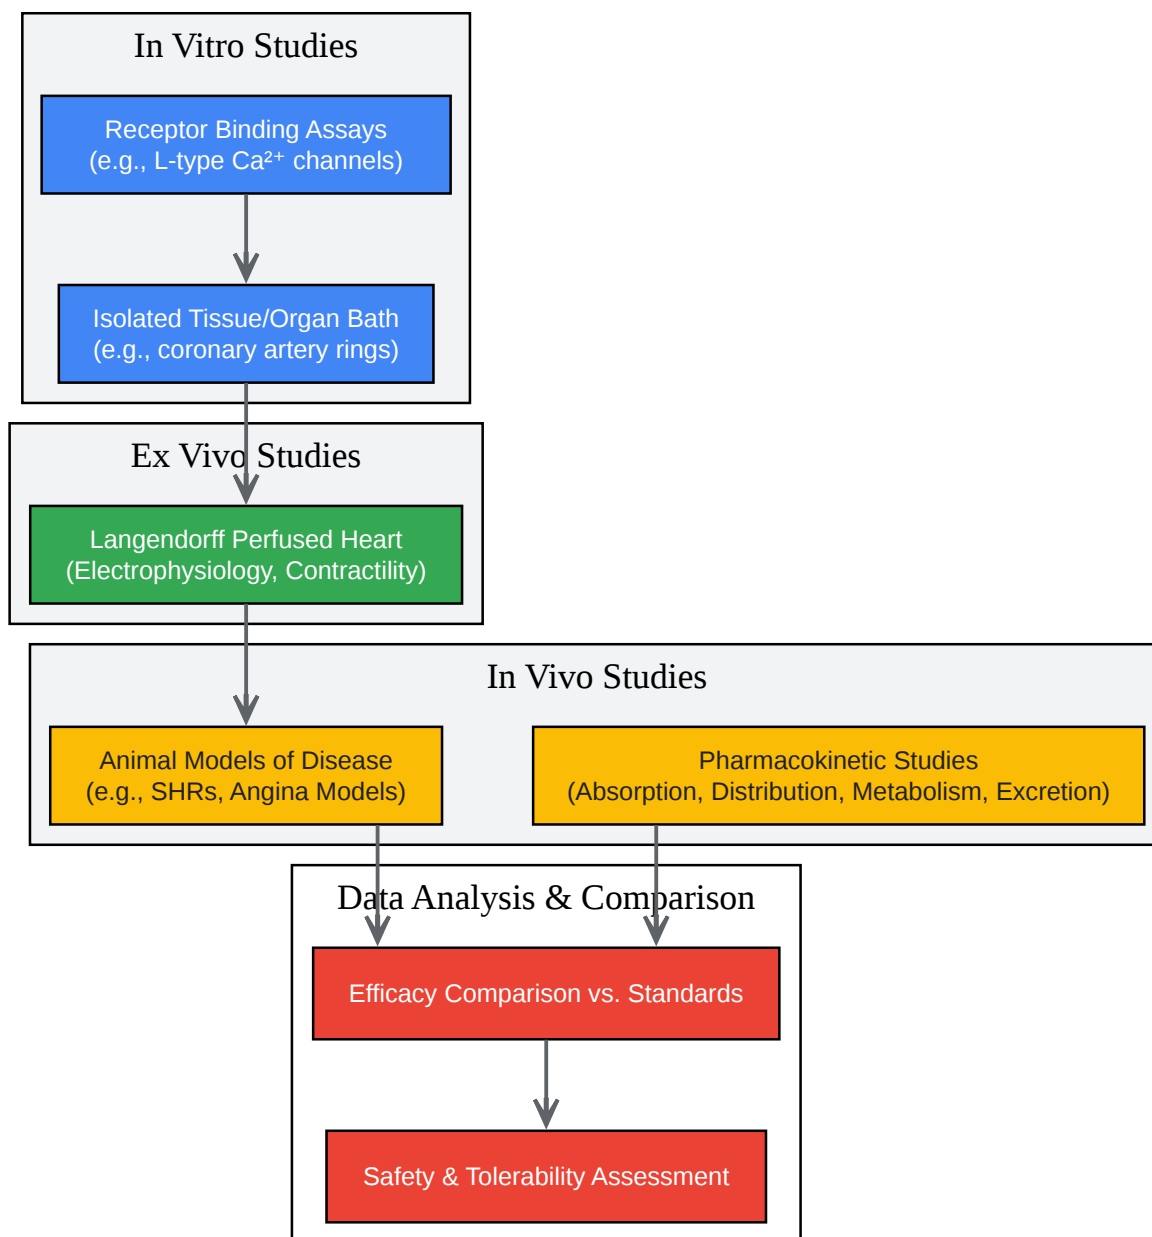 In Vitro Studies
Receptor Binding Assays
(e.g., L-type Ca²⁺ channels)
Isolated Tissue/Organ Bath
(e.g., coronary artery rings)
Ex Vivo Studies
Langendorff Perfused Heart
(Electrophysiology, Contractility)
In Vivo Studies
Animal Models of Disease
(e.g., SHRs, Angina Models)
Pharmacokinetic Studies
(Absorption, Distribution, Metabolism, Excretion)
Data Analysis & Comparison
Efficacy Comparison vs. Standards
Safety & Tolerability Assessment